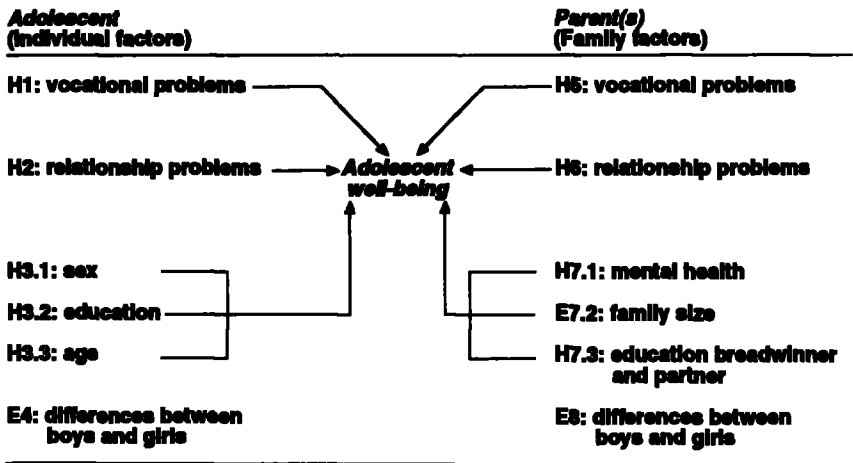 Adolescent
(Individual factors)
Parent(s)
(Family factors)
H1: vocational problems
H5: vocational problems
H2: relationship problems
Adolescent
well-being
H6: relationship problems
H3.1: sex
H7.1: mental health
H3.2: education
E7.2: family size
H3.3: age
H7.3: education breadwinner
and partner
E4: differences between
boys and girls
E8: differences between
boys and girls